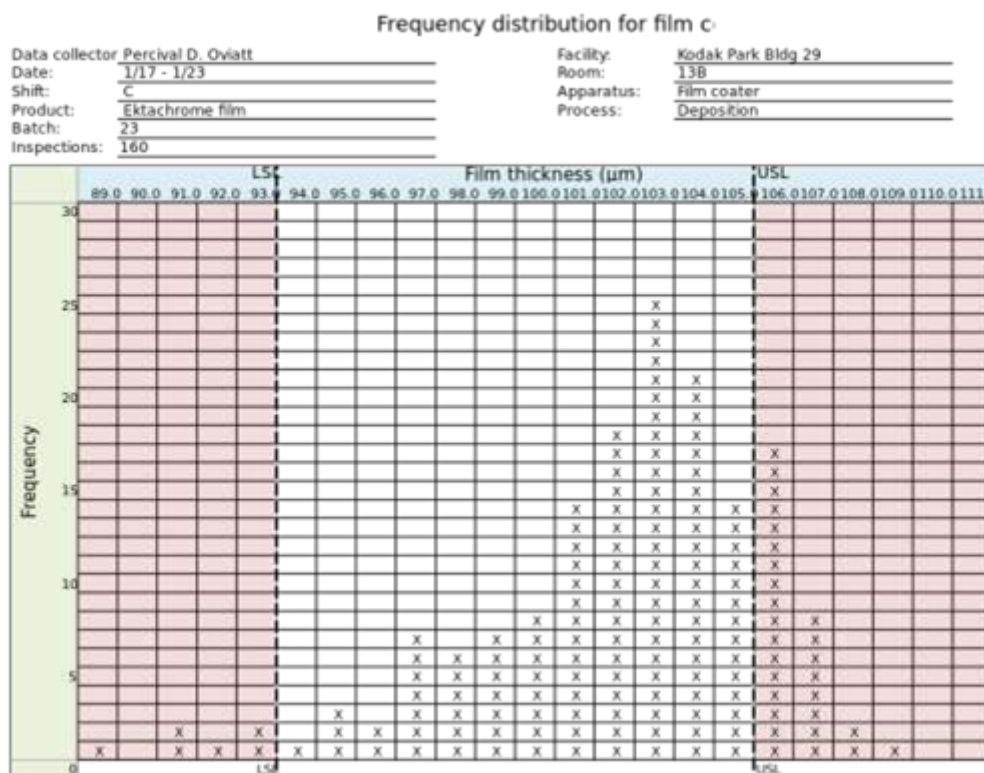 Frequency distribution for film c
Data collector Percival D. Oviatt
Facility: Kodak Park Bldg 29
Date: 1/17 - 1/23
Room: 13B
Shift: C
Apparatus: Film coater
Product: Ektachrome film
Process: Deposition
Batch: 23
Inspections: 160
LSL Film thickness (µm) USL
89.0 90.0 91.0 92.0 93.0 94.0 95.0 96.0 97.0 98.0 99.0 100.0 101.0 102.0 103.0 104.0 105.0 106.0 107.0 108.0 109.0 110.0 111
30
25
20
15
10
5
0
Frequency
X
X
X
X
X X
X X
X X
X X X
X X X X
X X X X
X X X X
X X X X X X
X X X X X X
X X X X X X
X X X X X X
X X X X X X
X X X X X X
X X X X X X X X
X X X X X X X X X X
X X X X X X X X X X X
X X X X X X X X X X X
X X X X X X X X X X X
X X X X X X X X X X X X
X X X X X X X X X X X X X X X X
X X X X X X X X X X X X X X X X X X X X
LSL USL